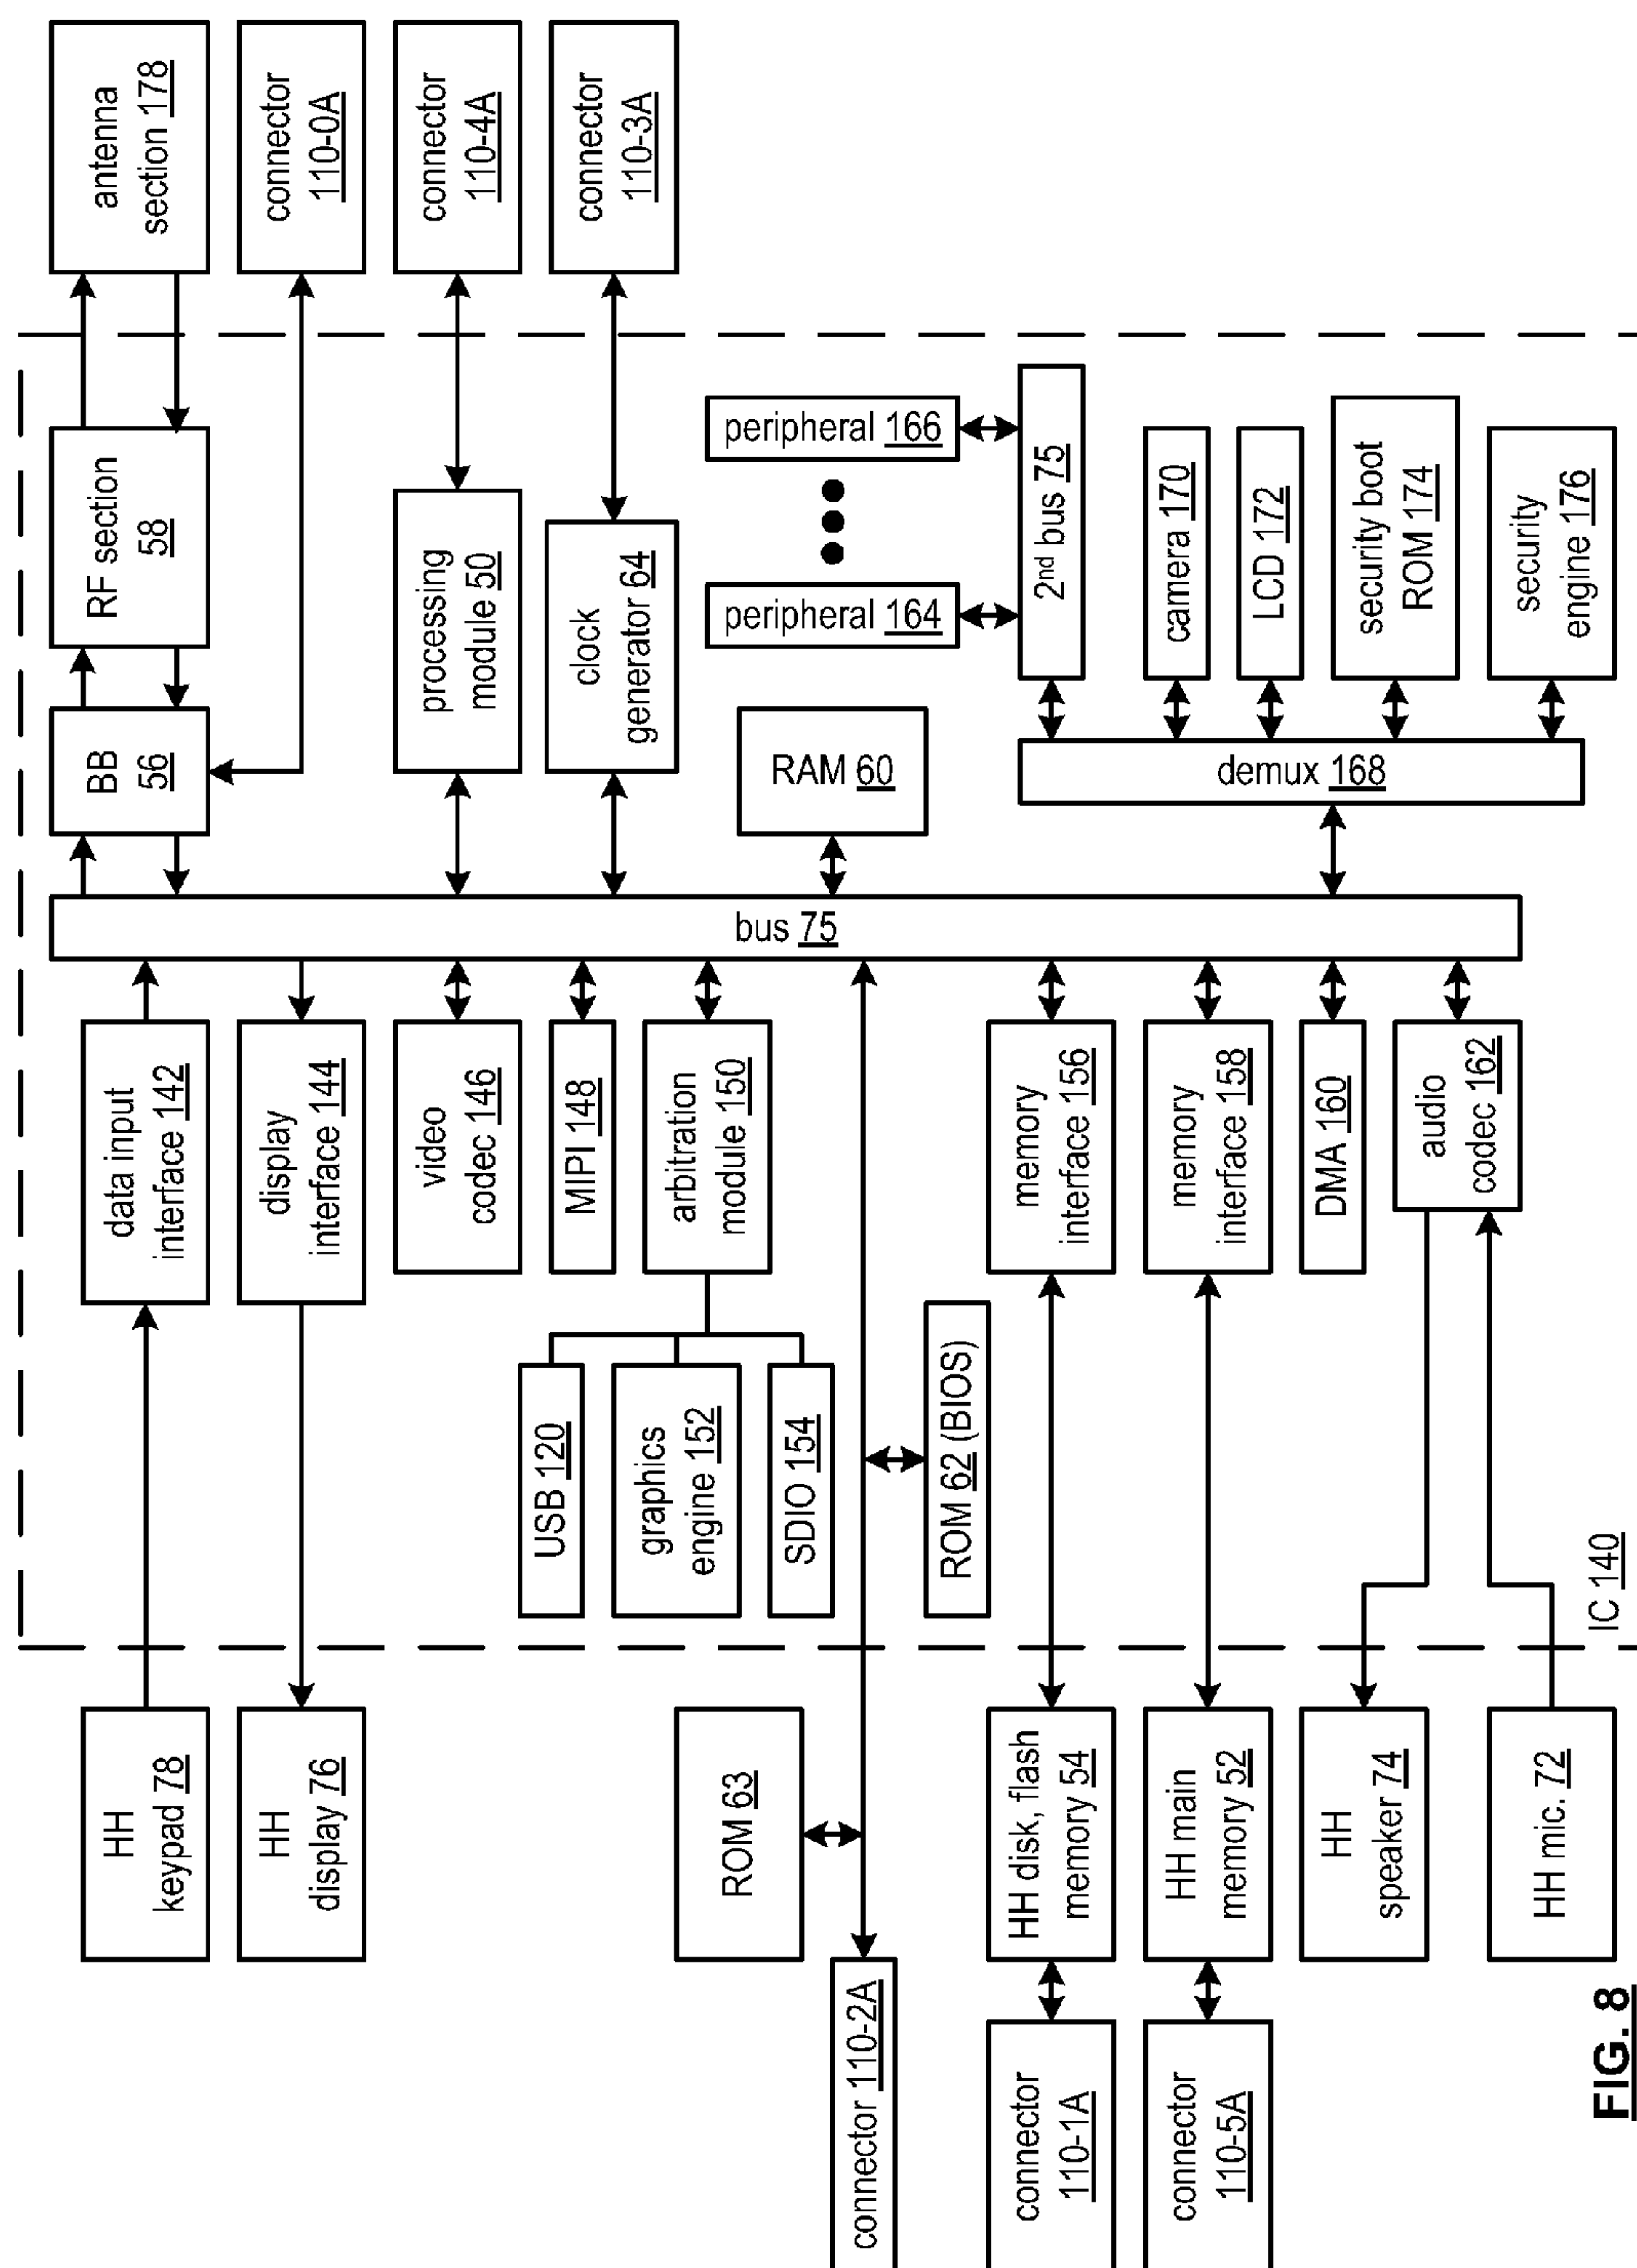 antenna
section 178
connector
110-0A
connector
110-4A
connector
110-3A
RF section
58
BB
56
processing
module 50
clock
generator 64
peripheral 166
peripheral 164
2nd bus 75
RAM 60
camera 170
LCD 172
security boot
ROM 174
security
engine 176
demux 168
bus 75
data input
interface 142
display
interface 144
video
codec 146
MIPI 148
arbitration
module 150
memory
interface 156
memory
interface 158
DMA 160
audio
codec 162
USB 120
graphics
engine 152
SDIO 154
ROM 62 (BIOS)
IC 140
HH
keypad 78
HH
display 76
ROM 63
HH disk, flash
memory 54
HH main
memory 52
HH
speaker 74
HH mic. 72
connector 110-2A
connector
110-1A
connector
110-5A
FIG. 8